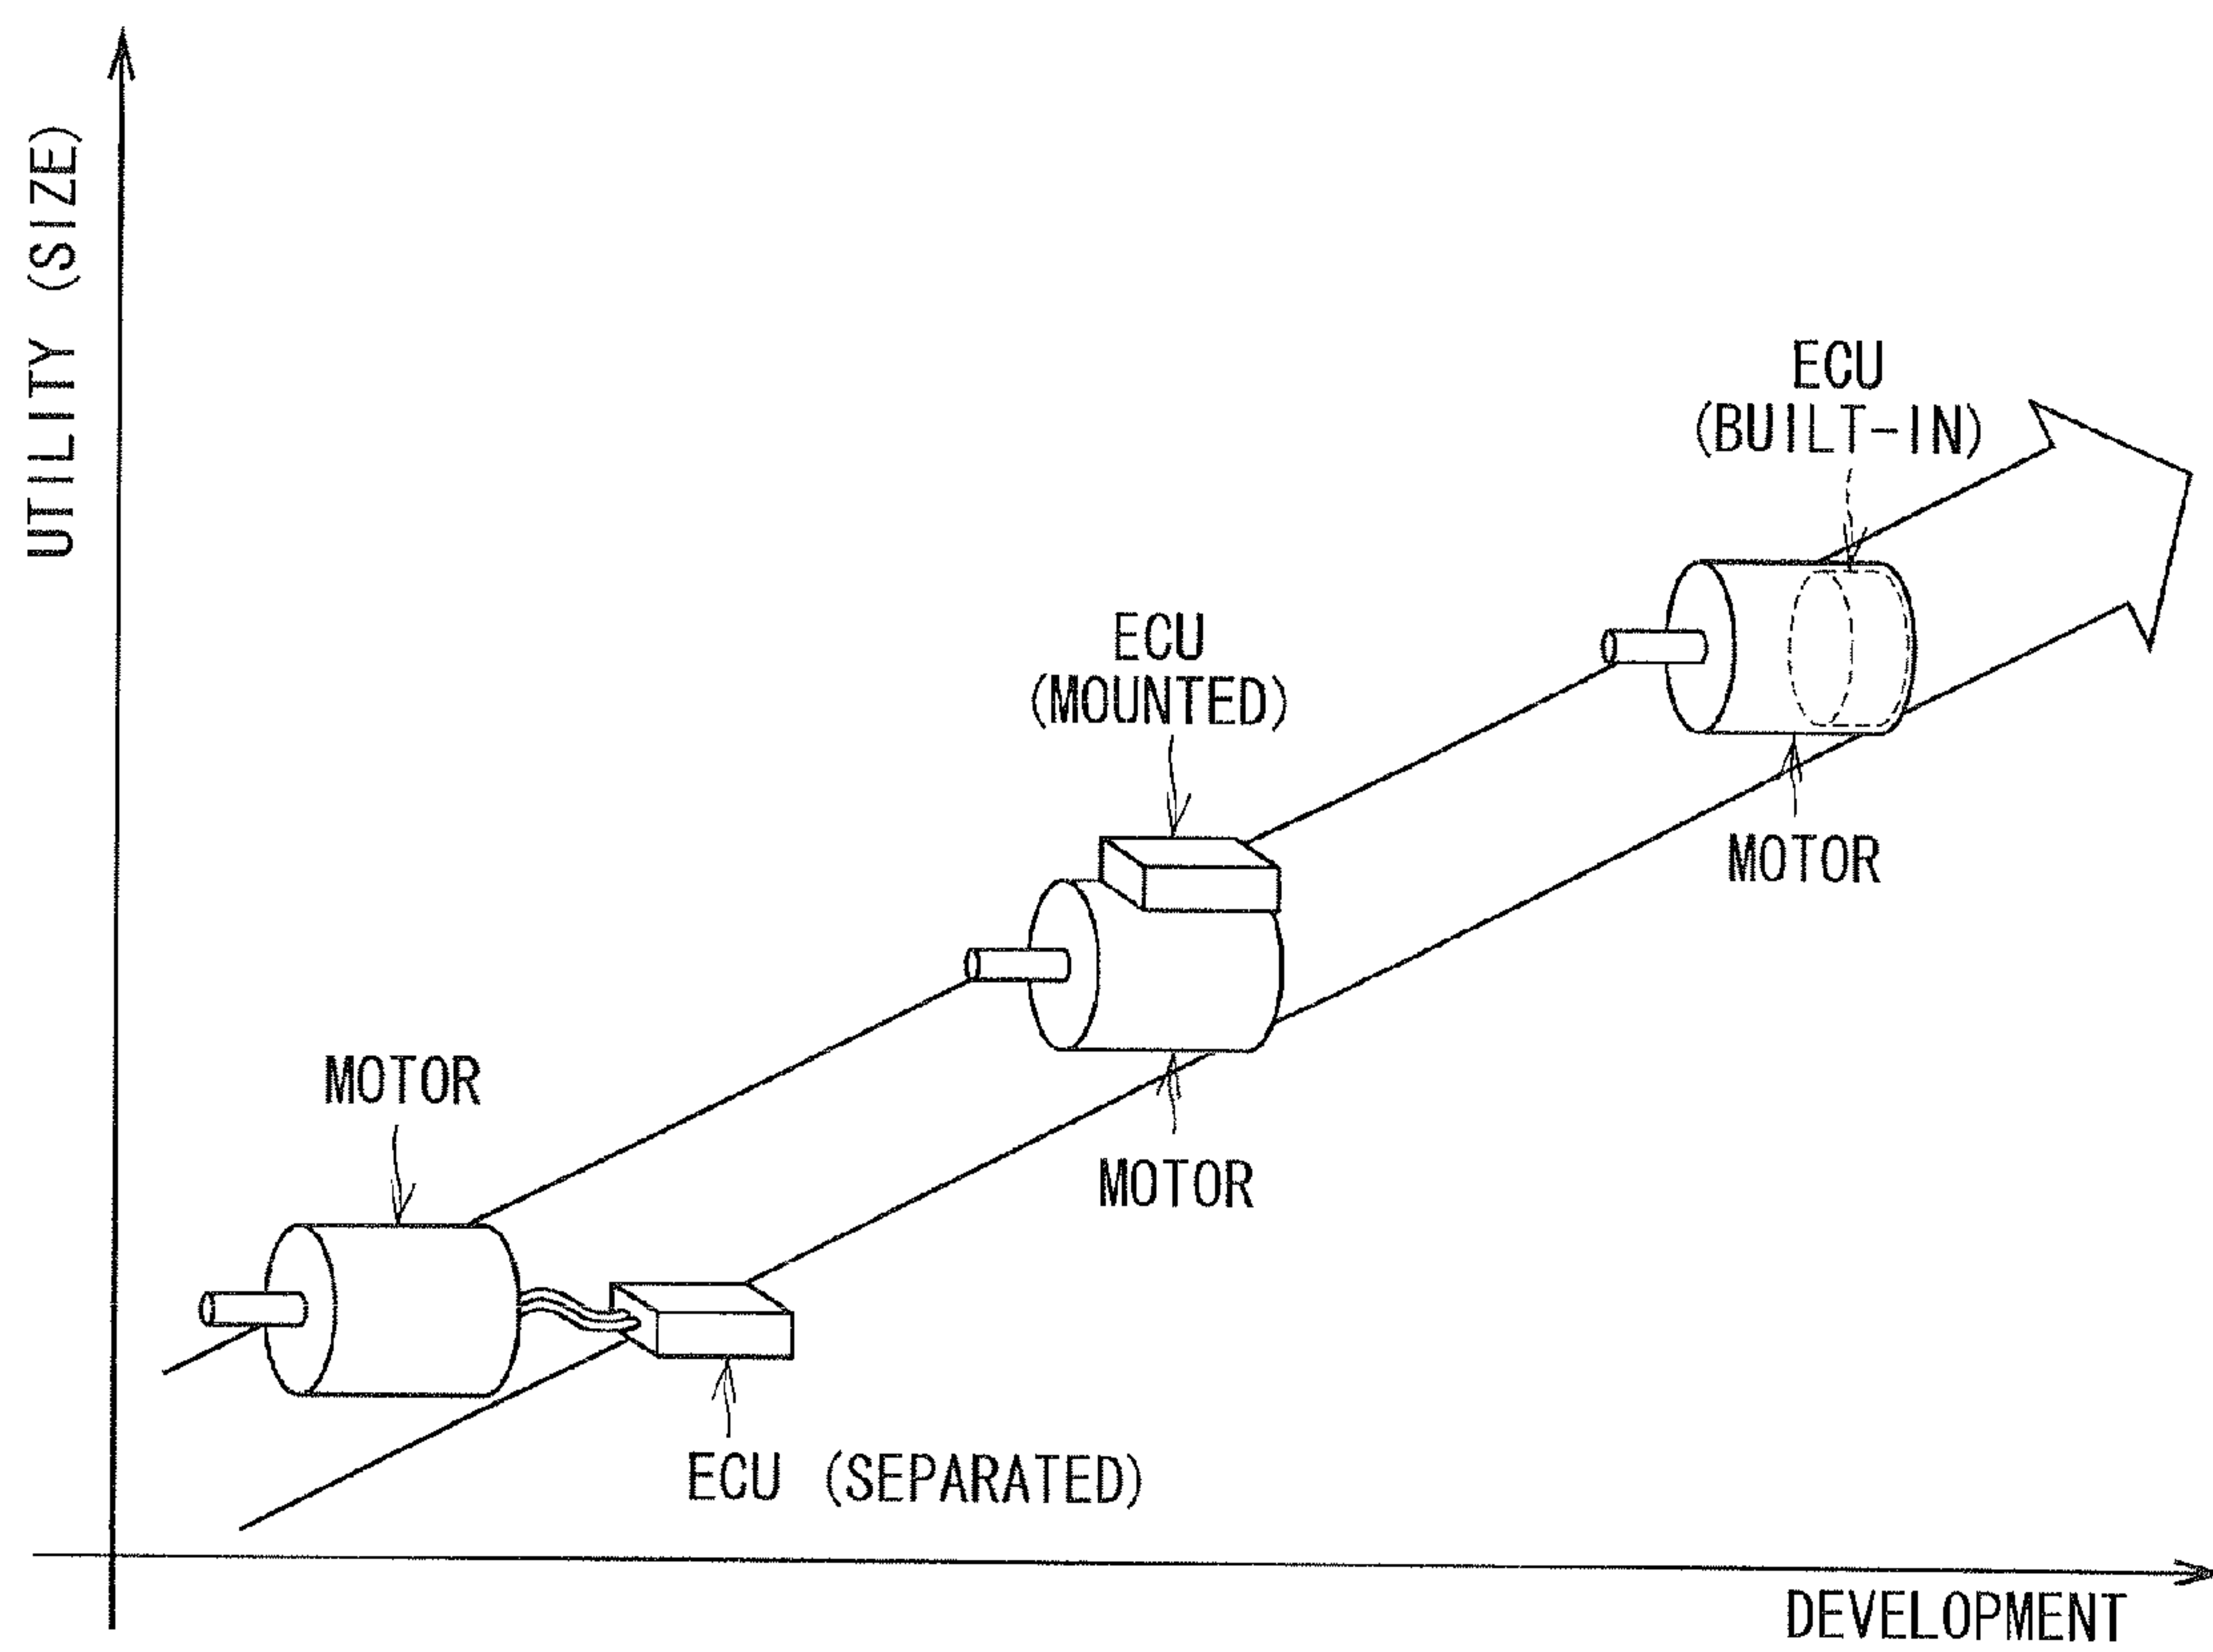 UTILITY (SIZE)
ECU
(BUILT-IN)
MOTOR
ECU
(MOUNTED)
MOTOR
MOTOR
ECU (SEPARATED)
DEVELOPMENT